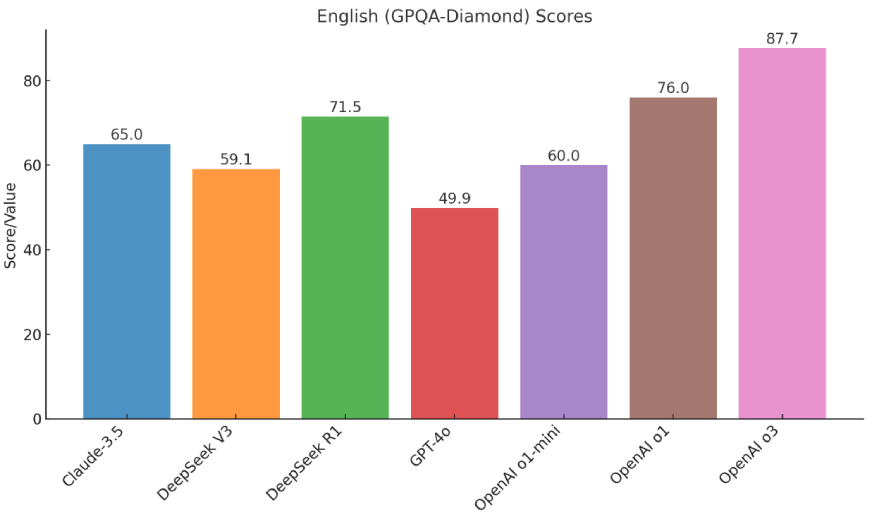 English (GPQA-Diamond) Scores
87.7
80
76.0
71.5
65.0
60
59.1
60.0
49.9
Score/Value
40
20
0
Claude-3.5
DeepSeek V3
DeepSeek R1
GPT-4o
OpenAI o1-mini
OpenAI o1
OpenAI o3